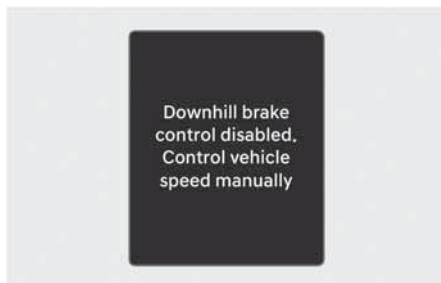 Downhill brake
control disabled.
Control vehicle
speed manually